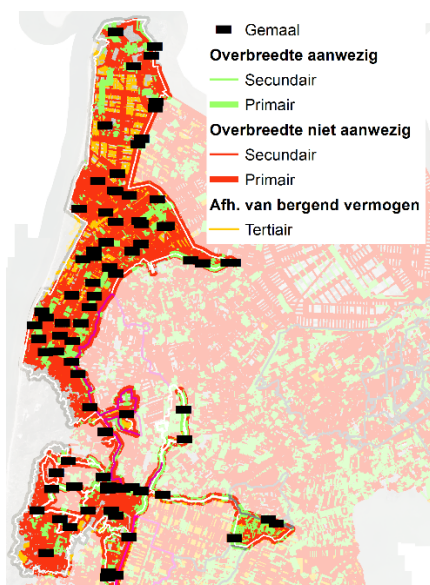 Gemaal
Overbreedte aanwezig
Secundair
Primair
Overbreedte niet aanwezig
Secundair
Primair
Afh. van bergend vermogen
Tertiair